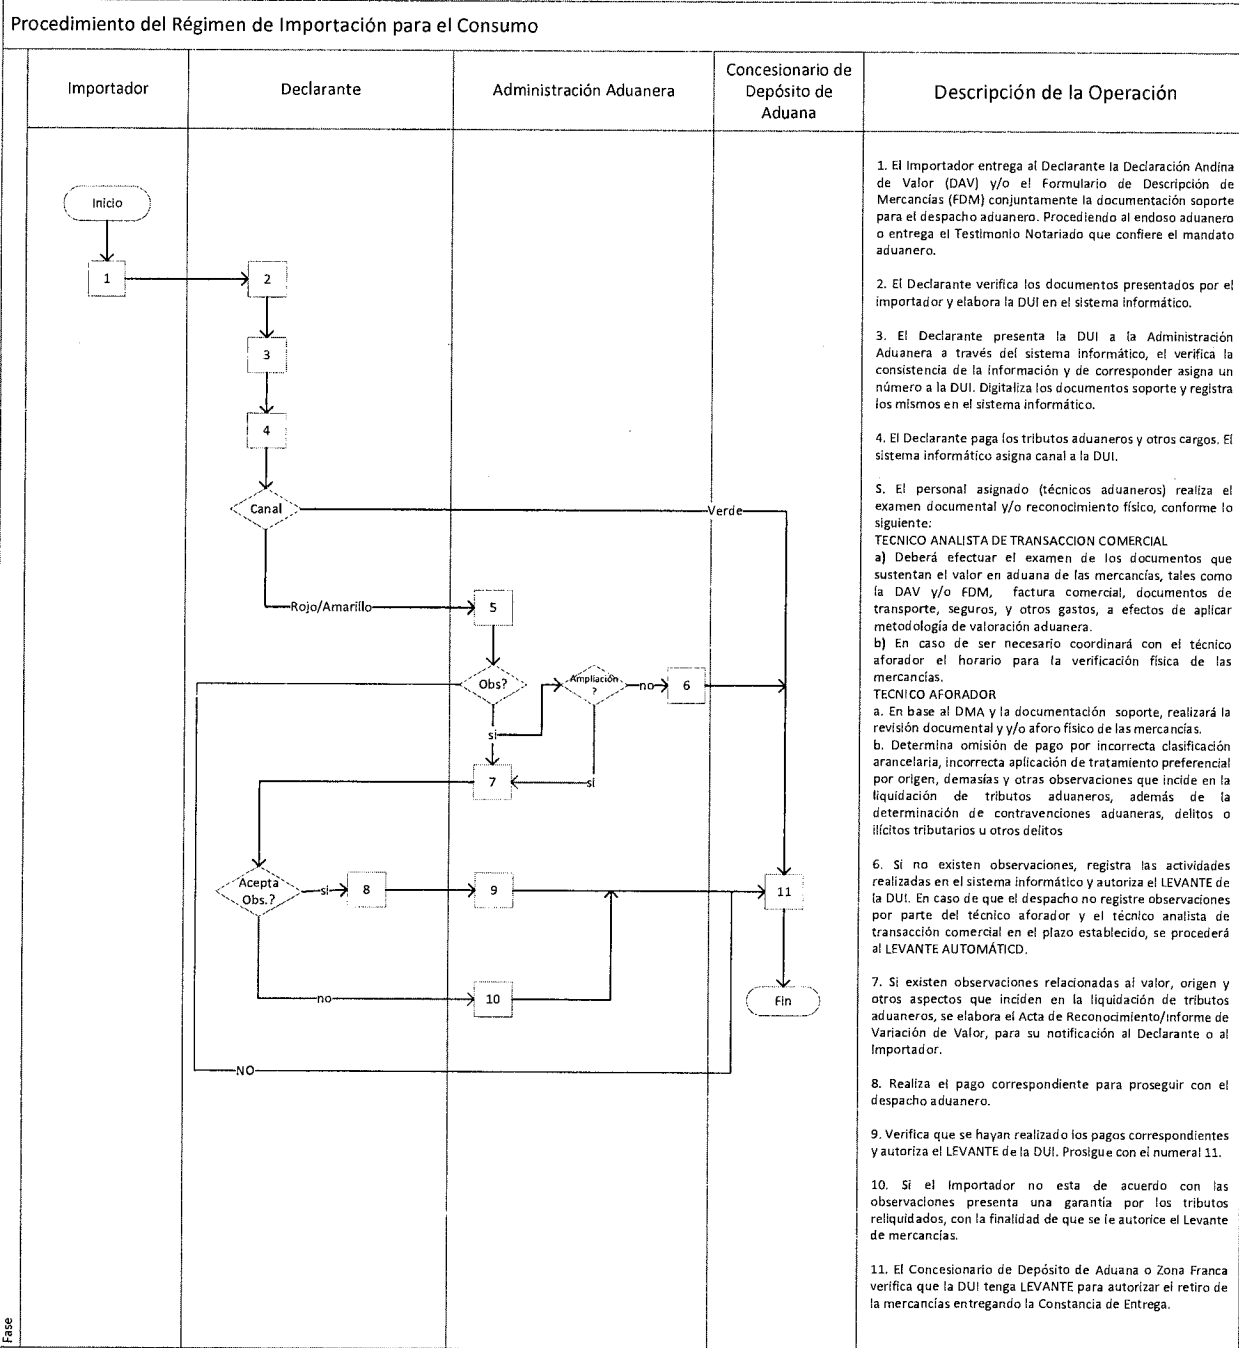 Procedimiento del Régimen de Importación para el Consumo
Importador
Declarante
Administración Aduanera
Concesionario de
Depósito de
Aduana
Descripción de la Operación
Inicio
1
2
3
4
Canal
Verde
Rojo/Amarillo
5
Obs?
Ampliación
?
no
6
si
7
si
Acepta
Obs.?
si
8
9
11
no
10
Fin
NO
Fase
1. El Importador entrega al Declarante la Declaración Andina
de Valor (DAV) y/o el Formulario de Descripción de
Mercancías (FDM) conjuntamente la documentación soporte
para el despacho aduanero. Procediendo al endoso aduanero
o entrega el Testimonio Notariado que confiere el mandato
aduanero.
2. El Declarante verifica los documentos presentados por el
importador y elabora la DUI en el sistema informático.
3. El Declarante presenta la DUI a la Administración
Aduanera a través del sistema informático, el verifica la
consistencia de la información y de corresponder asigna un
número a la DUI. Digitaliza los documentos soporte y registra
los mismos en el sistema informático.
4. El Declarante paga los tributos aduaneros y otros cargos. El
sistema informático asigna canal a la DUI.
5. El personal asignado (técnicos aduaneros) realiza el
examen documental y/o reconocimiento físico, conforme lo
siguiente:
TECNICO ANALISTA DE TRANSACCION COMERCIAL
a) Deberá efectuar el examen de los documentos que
sustentan el valor en aduana de las mercancías, tales como
la DAV y/o FDM, factura comercial, documentos de
transporte, seguros, y otros gastos, a efectos de aplicar
metodología de valoración aduanera.
b) En caso de ser necesario coordinará con el técnico
aforador el horario para la verificación física de las
mercancías.
TECNICO AFORADOR
a. En base al DMA y la documentación soporte, realizará la
revisión documental y y/o aforo físico de las mercancías.
b. Determina omisión de pago por incorrecta clasificación
arancelaria, incorrecta aplicación de tratamiento preferencial
por origen, demasías y otras observaciones que incide en la
liquidación de tributos aduaneros, además de la
determinación de contravenciones aduaneras, delitos o
ilícitos tributarios u otros delitos
6. Si no existen observaciones, registra las actividades
realizadas en el sistema informático y autoriza el LEVANTE de
la DUI. En caso de que el despacho no registre observaciones
por parte del técnico aforador y el técnico analista de
transacción comercial en el plazo establecido, se procederá
al LEVANTE AUTOMÁTICO.
7. Si existen observaciones relacionadas al valor, origen y
otros aspectos que inciden en la liquidación de tributos
aduaneros, se elabora el Acta de Reconocimiento/Informe de
Variación de Valor, para su notificación al Declarante o al
Importador.
8. Realiza el pago correspondiente para proseguir con el
despacho aduanero.
9. Verifica que se hayan realizado los pagos correspondientes
y autoriza el LEVANTE de la DUI. Prosigue con el numeral 11.
10. Si el Importador no esta de acuerdo con las
observaciones presenta una garantía por los tributos
reliquidados, con la finalidad de que se le autorice el Levante
de mercancías.
11. El Concesionario de Depósito de Aduana o Zona Franca
verifica que la DUI tenga LEVANTE para autorizar el retiro de
la mercancías entregando la Constancia de Entrega.